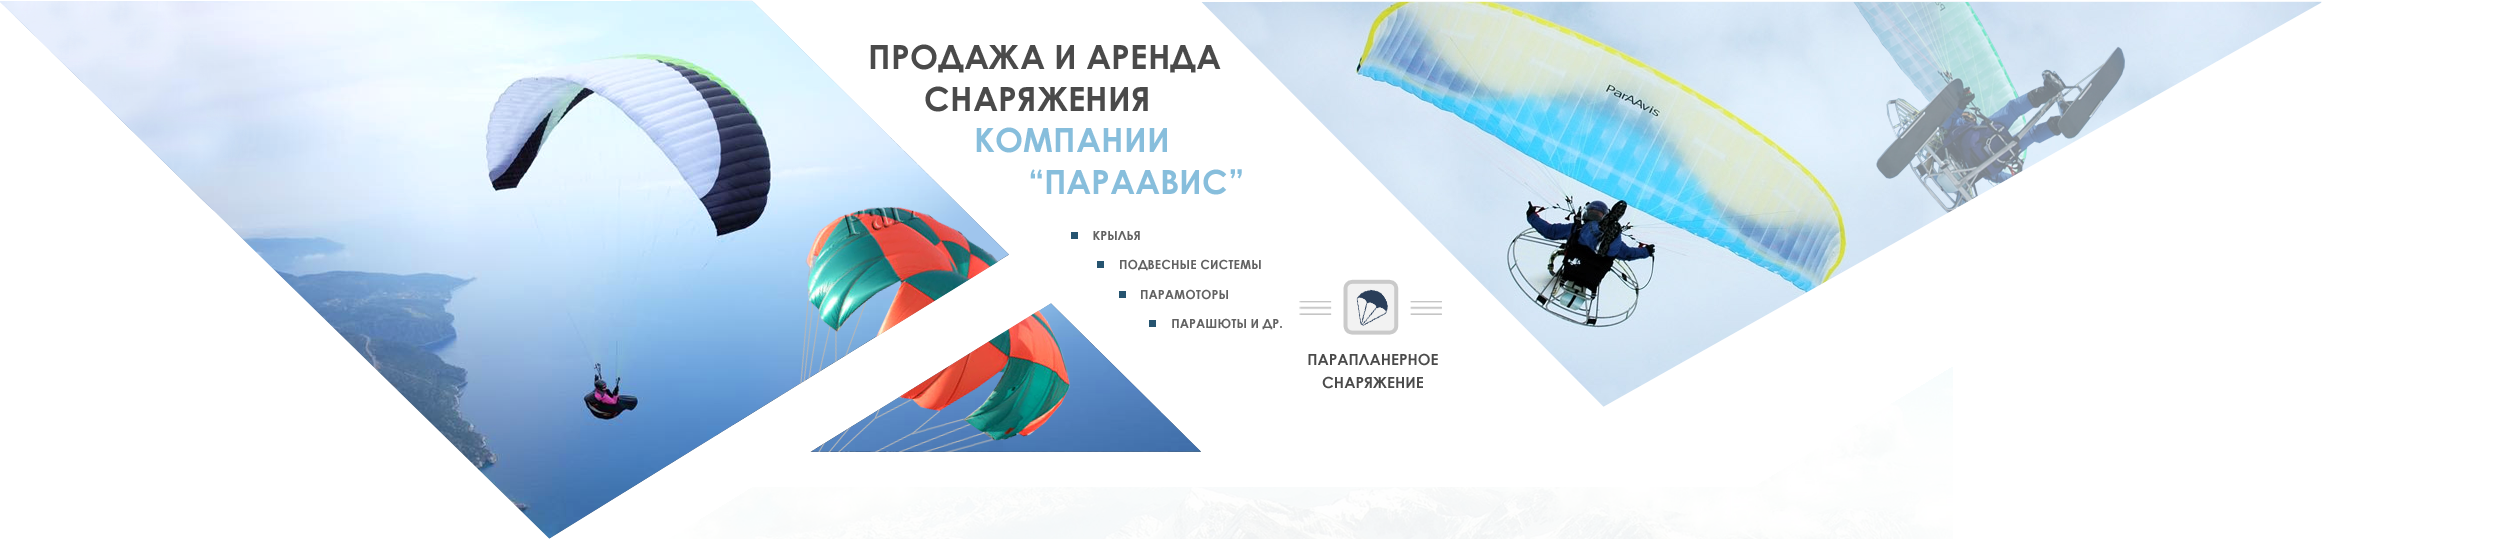 ПРОДАЖА И АРЕНДА
СНАРЯЖЕНИЯ
КОМПАНИИ
“ПАРААВИС”
КРЫЛЬЯ
ПОДВЕСНЫЕ СИСТЕМЫ
ПАРАМОТОРЫ
ПАРАШЮТЫ И ДР.
ПАРАПЛАНЕРНОЕ
СНАРЯЖЕНИЕ
ParAAvis